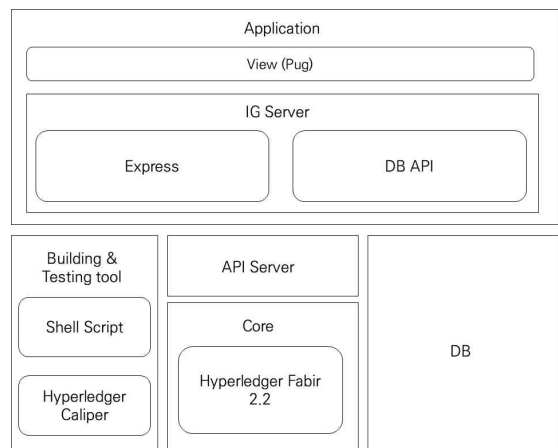 Application
View (Pug)
IG Server
Express
DB API
Building &
Testing tool
Shell Script
Hyperledger
Caliper
API Server
Core
Hyperledger Fabir
2.2
DB